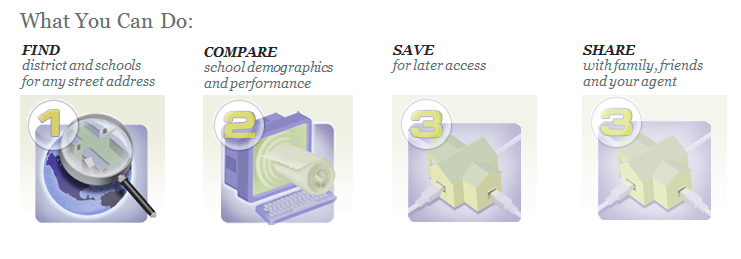 What You Can Do:
FIND
district and schools
for any street address
1
COMPARE
school demographics
and performance
2
SAVE
for later access
3
SHARE
with family, friends
and your agent
3